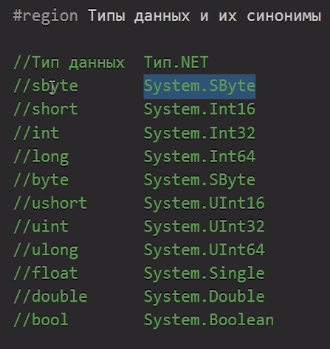 #region Типы данных и их синонимы
//Тип данных Тип.NET
//sbyte System.SByte
//short System.Int16
//int System.Int32
//long System.Int64
//byte System.SByte
//ushort System.UInt16
//uint System.UInt32
//ulong System.UInt64
//float System.Single
//double System.Double
//bool System.Boolean